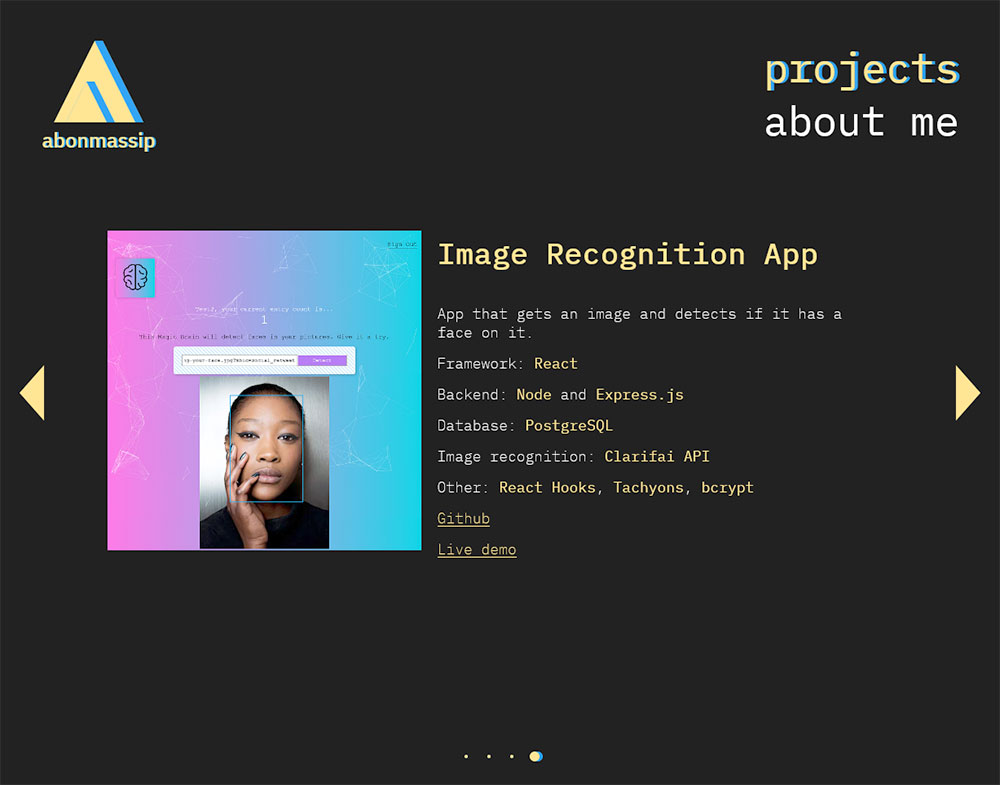 abonmassip
projects
about me
Sign Out
Test7, your current entry count is...
1
This Magic Brain will detect faces in your pictures. Give it a try.
Detect
Image Recognition App
App that gets an image and detects if it has a
face on it.
Framework: React
Backend: Node and Express.js
Database: PostgreSQL
Image recognition: Clarifai API
Other: React Hooks, Tachyons, bcrypt
Github
Live demo